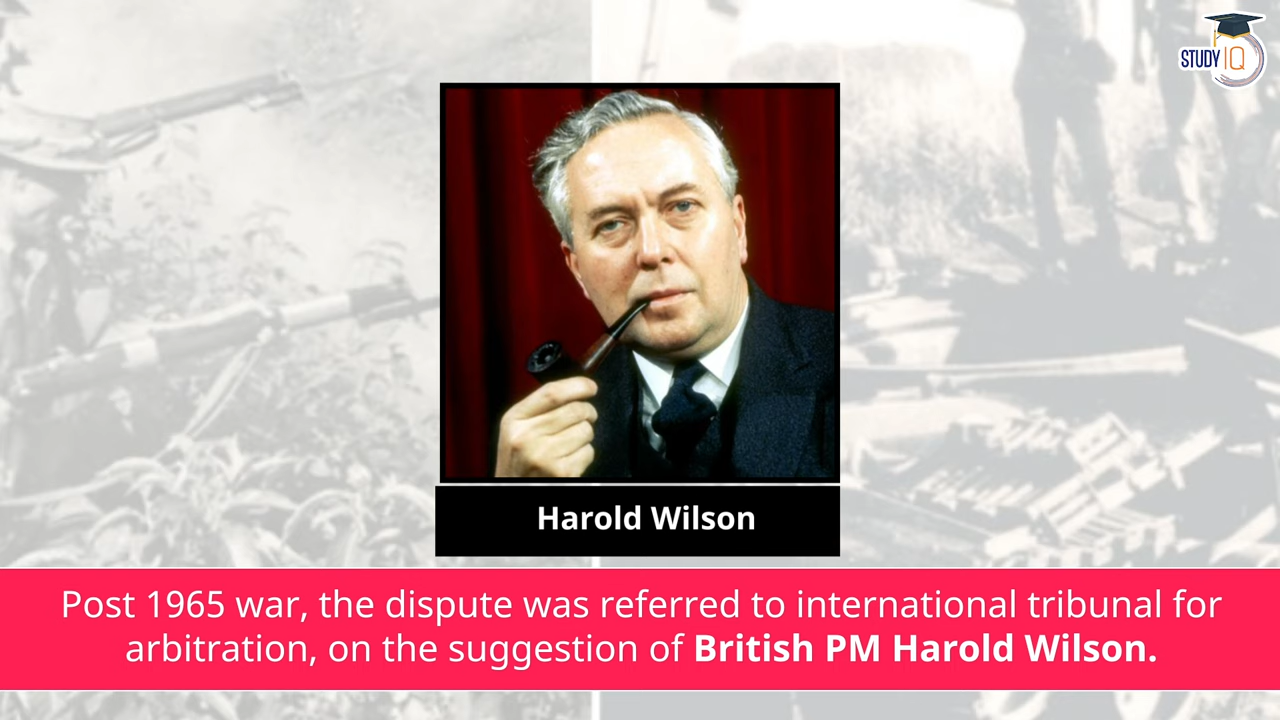 STUDY IQ
Harold Wilson
Post 1965 war, the dispute was referred to international tribunal for
arbitration, on the suggestion of British PM Harold Wilson.